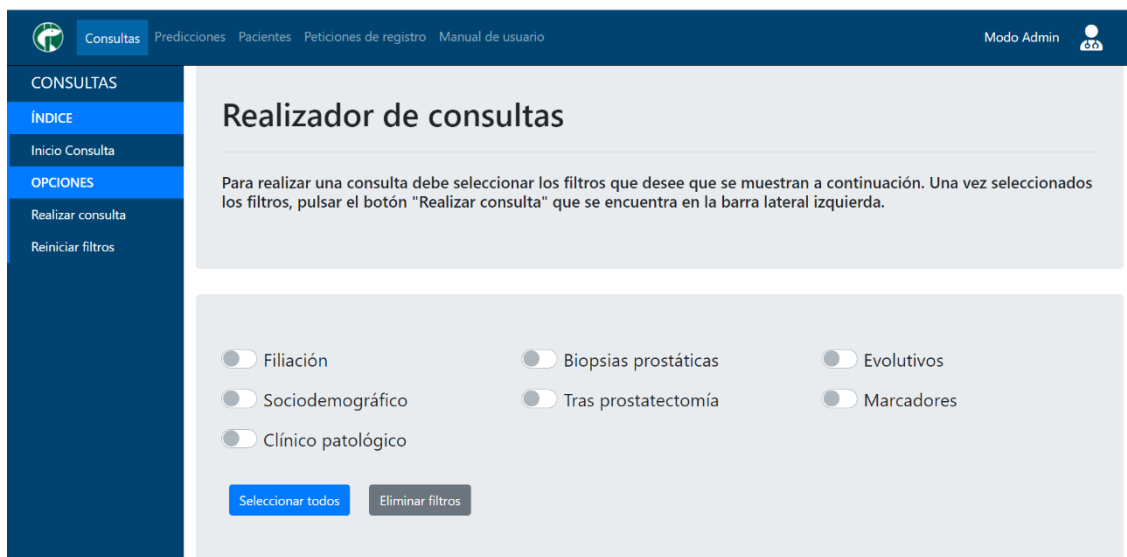 Consultas Predicciones Pacientes Peticiones de registro Manual de usuario Modo Admin
CONSULTAS
ÍNDICE
Inicio Consulta
OPCIONES
Realizar consulta
Reiniciar filtros
Realizador de consultas
Para realizar una consulta debe seleccionar los filtros que desee que se muestran a continuación. Una vez seleccionados
los filtros, pulsar el botón "Realizar consulta" que se encuentra en la barra lateral izquierda.
Filiación Biopsias prostáticas Evolutivos
Sociodemográfico Tras prostatectomía Marcadores
Clínico patológico
Seleccionar todos Eliminar filtros